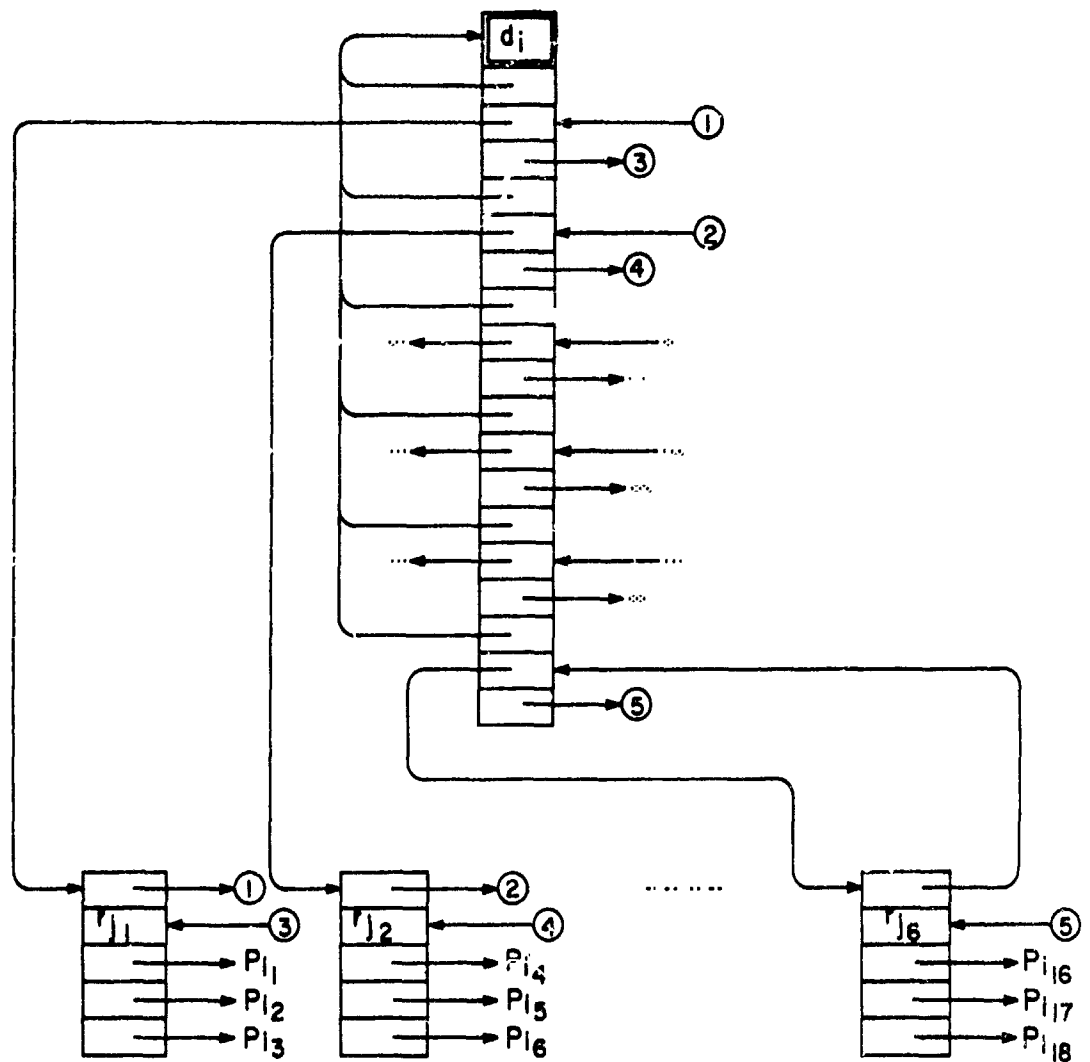 di
①
③
②
④
⑤
① ②
rj1 ③ rj2 ④ rj6 ⑤
Pi1 Pi4 Pi16
Pi2 Pi5 Pi17
Pi3 Pi6 Pi18